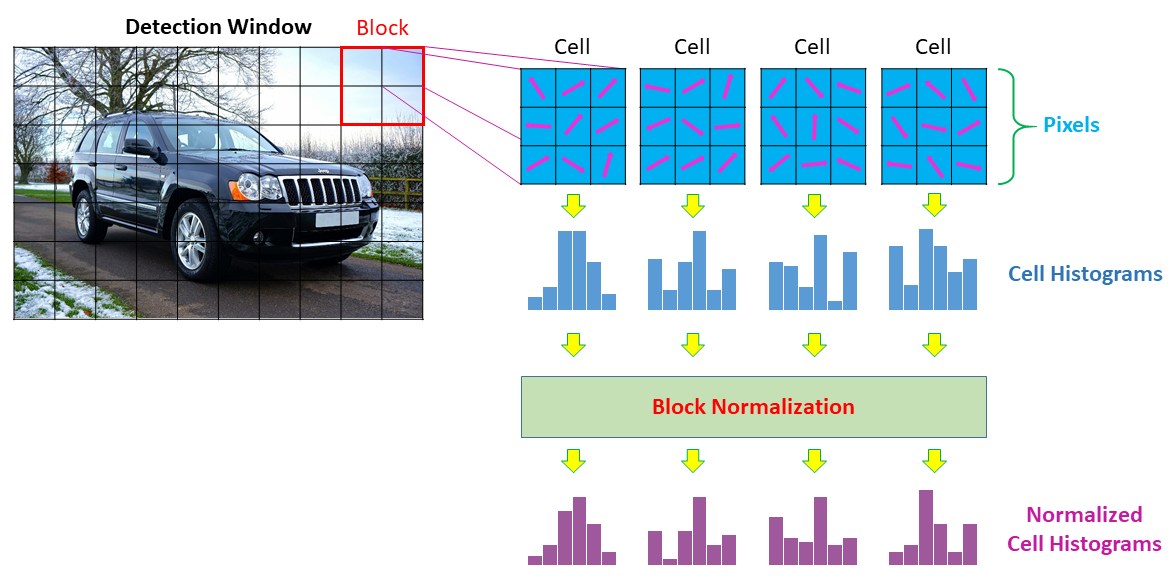 Detection Window
Block
Cell
Cell
Cell
Cell
Pixels
Cell Histograms
Block Normalization
Normalized
Cell Histograms